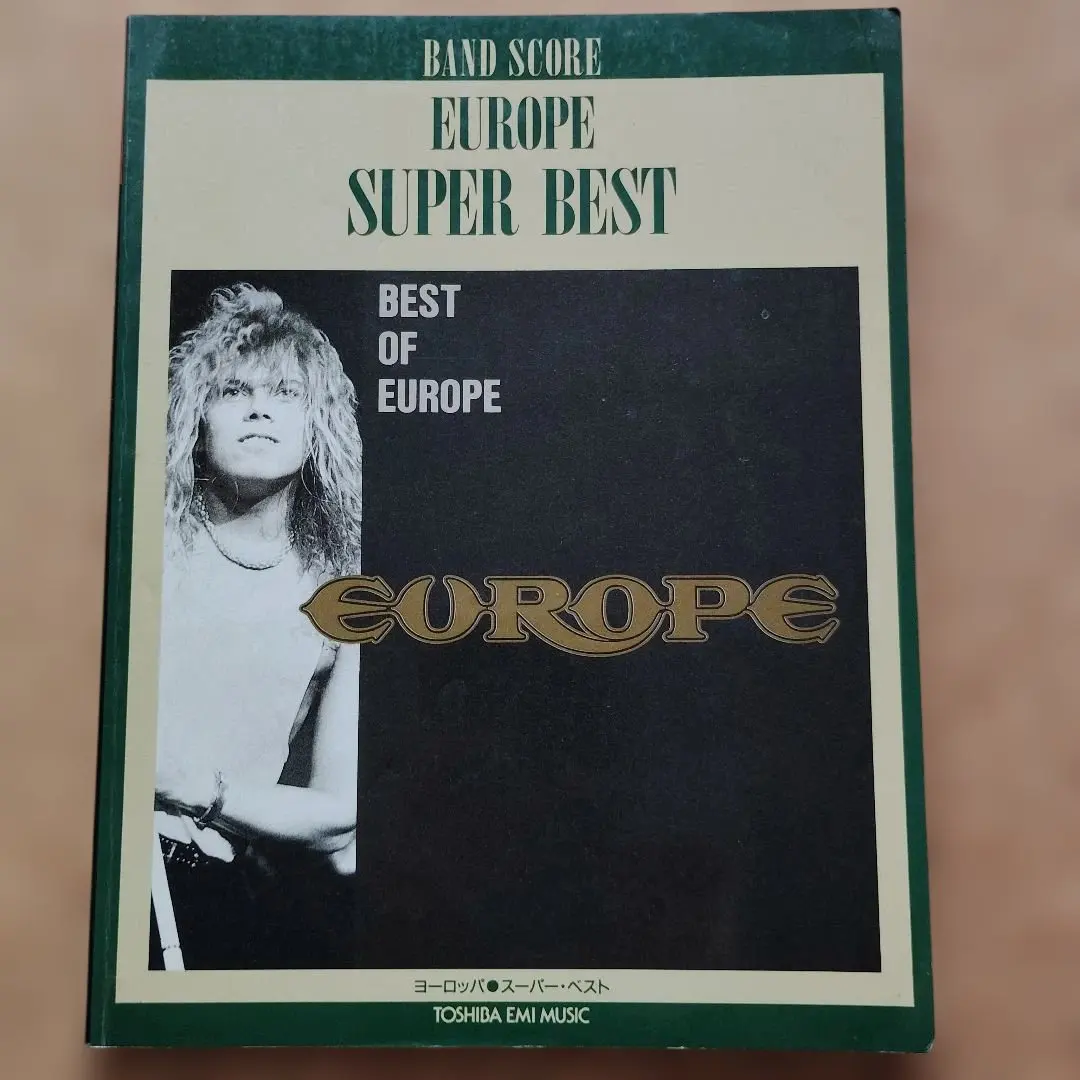 BAND SCORE
EUROPE
SUPER BEST
BEST
OF
EUROPE
EUROPE
ヨーロッパ●スーパー・ベスト
TOSHIBA EMI MUSIC